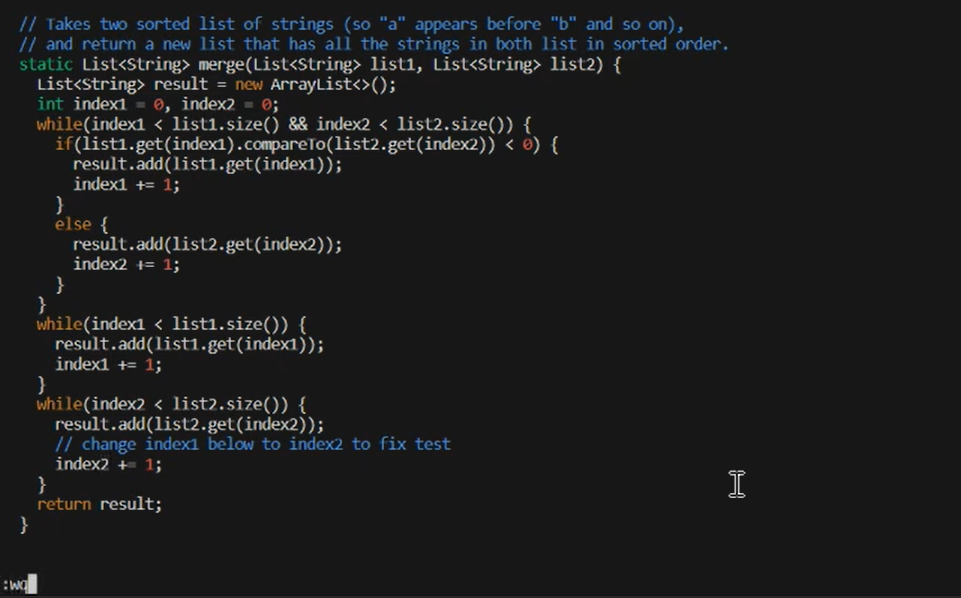 // Takes two sorted list of strings (so "a" appears before "b" and so on),
// and return a new list that has all the strings in both list in sorted order.
static List<String> merge(List<String> list1, List<String> list2) {
  List<String> result = new ArrayList<>();
  int index1 = 0, index2 = 0;
  while(index1 < list1.size() && index2 < list2.size()) {
    if(list1.get(index1).compareTo(list2.get(index2)) < 0) {
      result.add(list1.get(index1));
      index1 += 1;
    }
    else {
      result.add(list2.get(index2));
      index2 += 1;
    }
  }
  while(index1 < list1.size()) {
    result.add(list1.get(index1));
    index1 += 1;
  }
  while(index2 < list2.size()) {
    result.add(list2.get(index2));
    // change index1 below to index2 to fix test
    index2 += 1;
  }
  return result;
}
:wq